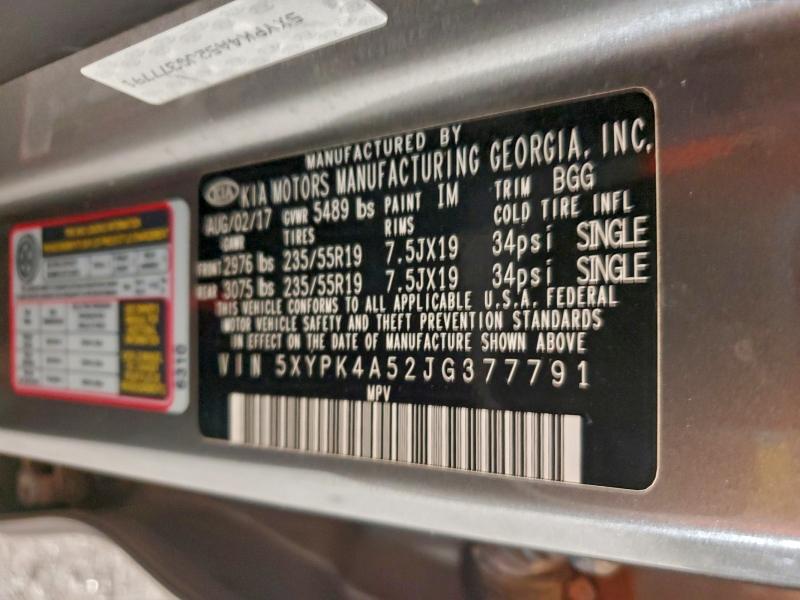 5XYPK4A52JG377791
MANUFACTURED BY
KIA KIA MOTORS MANUFACTURING GEORGIA, INC.
AUG/02/17 GVWR 5489 lbs PAINT IM TRIM BGG
GAWR TIRES RIMS COLD TIRE INFL
FRONT 2976 lbs 235/55R19 7.5JX19 34psi SINGLE
REAR 3075 lbs 235/55R19 7.5JX19 34psi SINGLE
THIS VEHICLE CONFORMS TO ALL APPLICABLE U.S.A. FEDERAL
MOTOR VEHICLE SAFETY AND THEFT PREVENTION STANDARDS
IN EFFECT ON THE DATE OF MANUFACTURE SHOWN ABOVE
VIN 5XYPK4A52JG377791
MPV